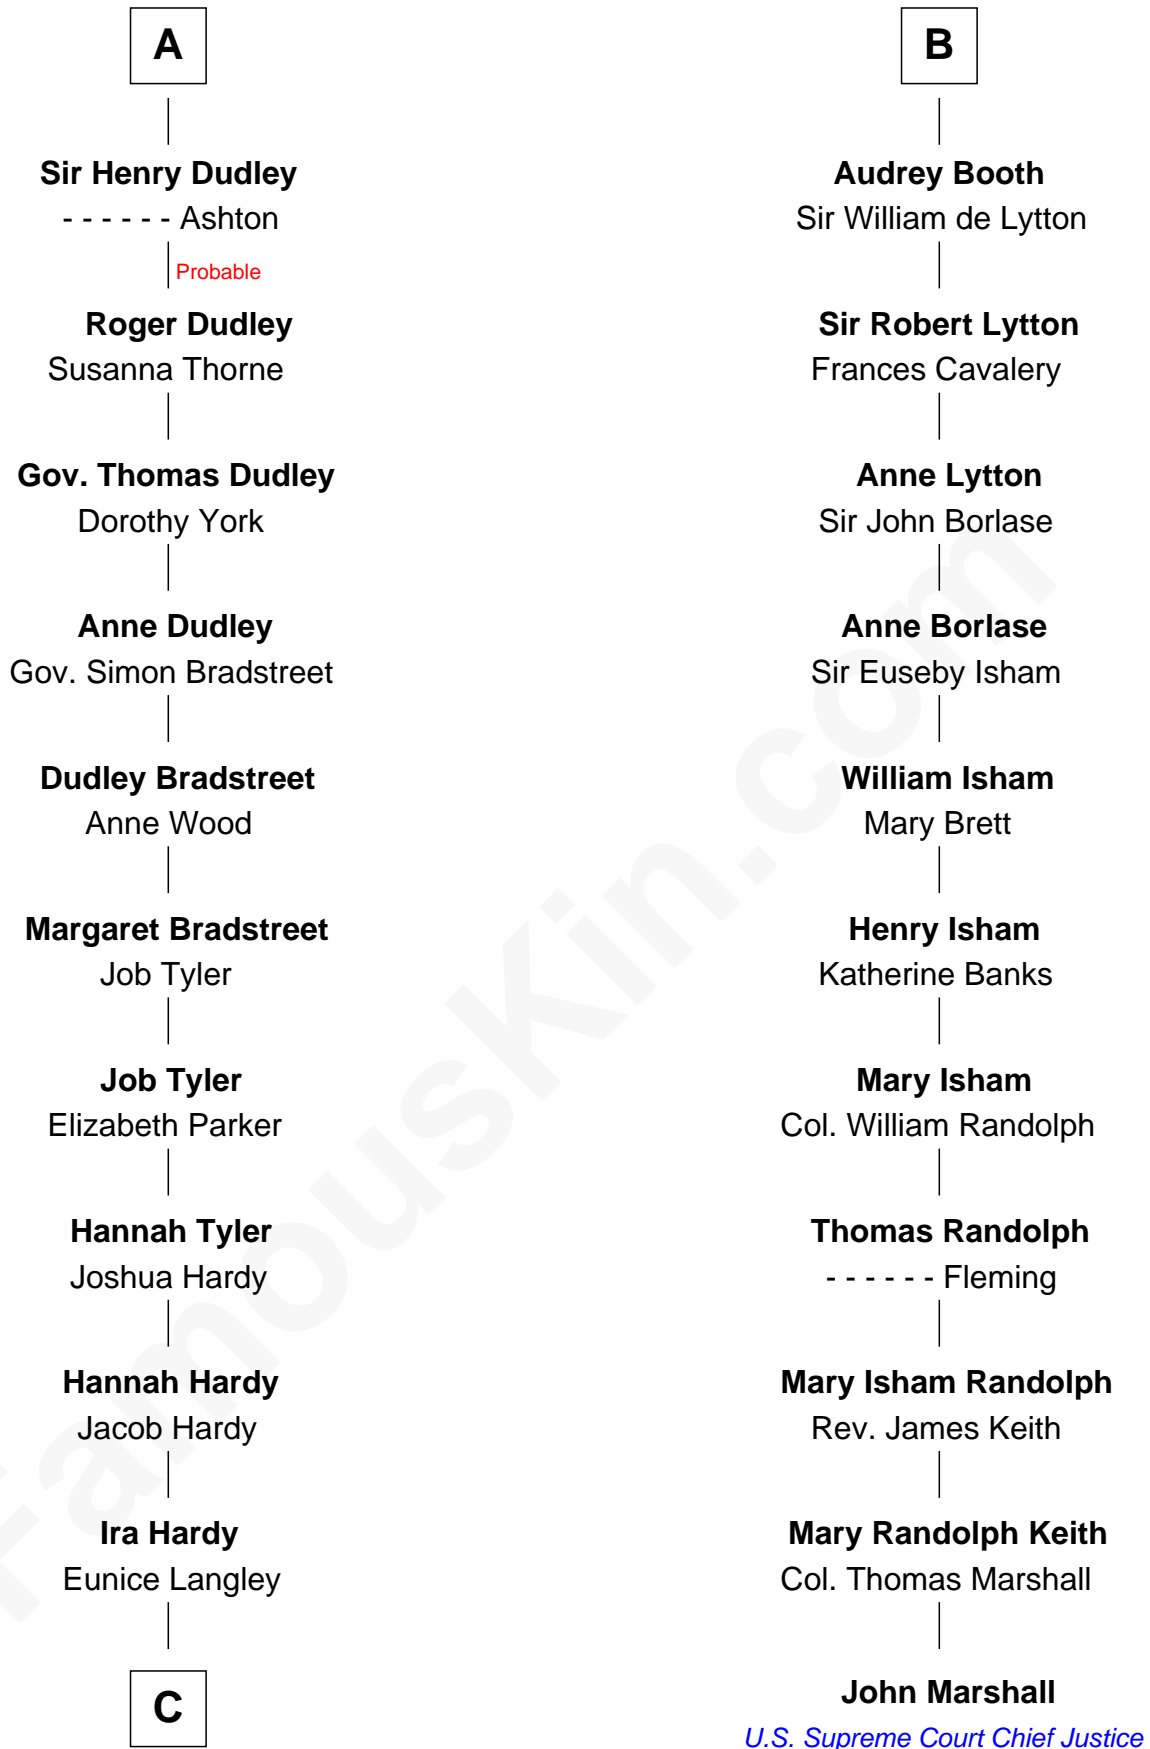 A
Sir Henry Dudley
- - - - - - Ashton
Probable
Roger Dudley
Susanna Thorne
Gov. Thomas Dudley
Dorothy York
Anne Dudley
Gov. Simon Bradstreet
Dudley Bradstreet
Anne Wood
Margaret Bradstreet
Job Tyler
Job Tyler
Elizabeth Parker
Hannah Tyler
Joshua Hardy
Hannah Hardy
Jacob Hardy
Ira Hardy
Eunice Langley
C
B
Audrey Booth
Sir William de Lytton
Sir Robert Lytton
Frances Cavalery
Anne Lytton
Sir John Borlase
Anne Borlase
Sir Euseby Isham
William Isham
Mary Brett
Henry Isham
Katherine Banks
Mary Isham
Col. William Randolph
Thomas Randolph
- - - - - - Fleming
Mary Isham Randolph
Rev. James Keith
Mary Randolph Keith
Col. Thomas Marshall
John Marshall
U.S. Supreme Court Chief Justice
FamousKin.com